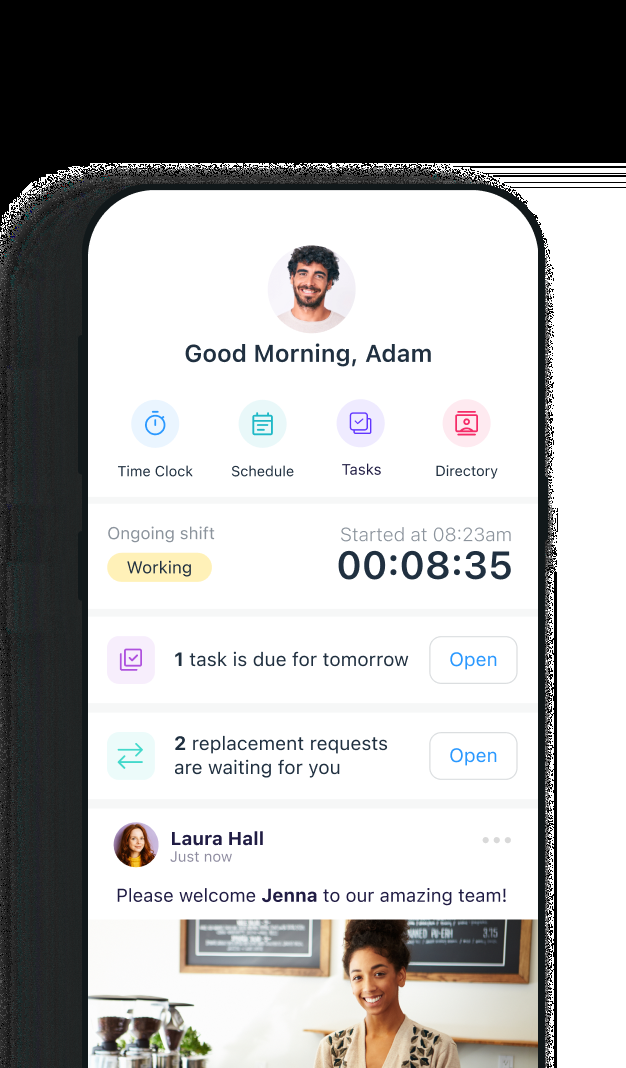 Good Morning, Adam
Time Clock
Schedule
Tasks
Directory
Ongoing shift
Started at 08:23am
Working
00:08:35
1 task is due for tomorrow
Open
2 replacement requests
are waiting for you
Open
Laura Hall
Just now
Please welcome Jenna to our amazing team!
3.75